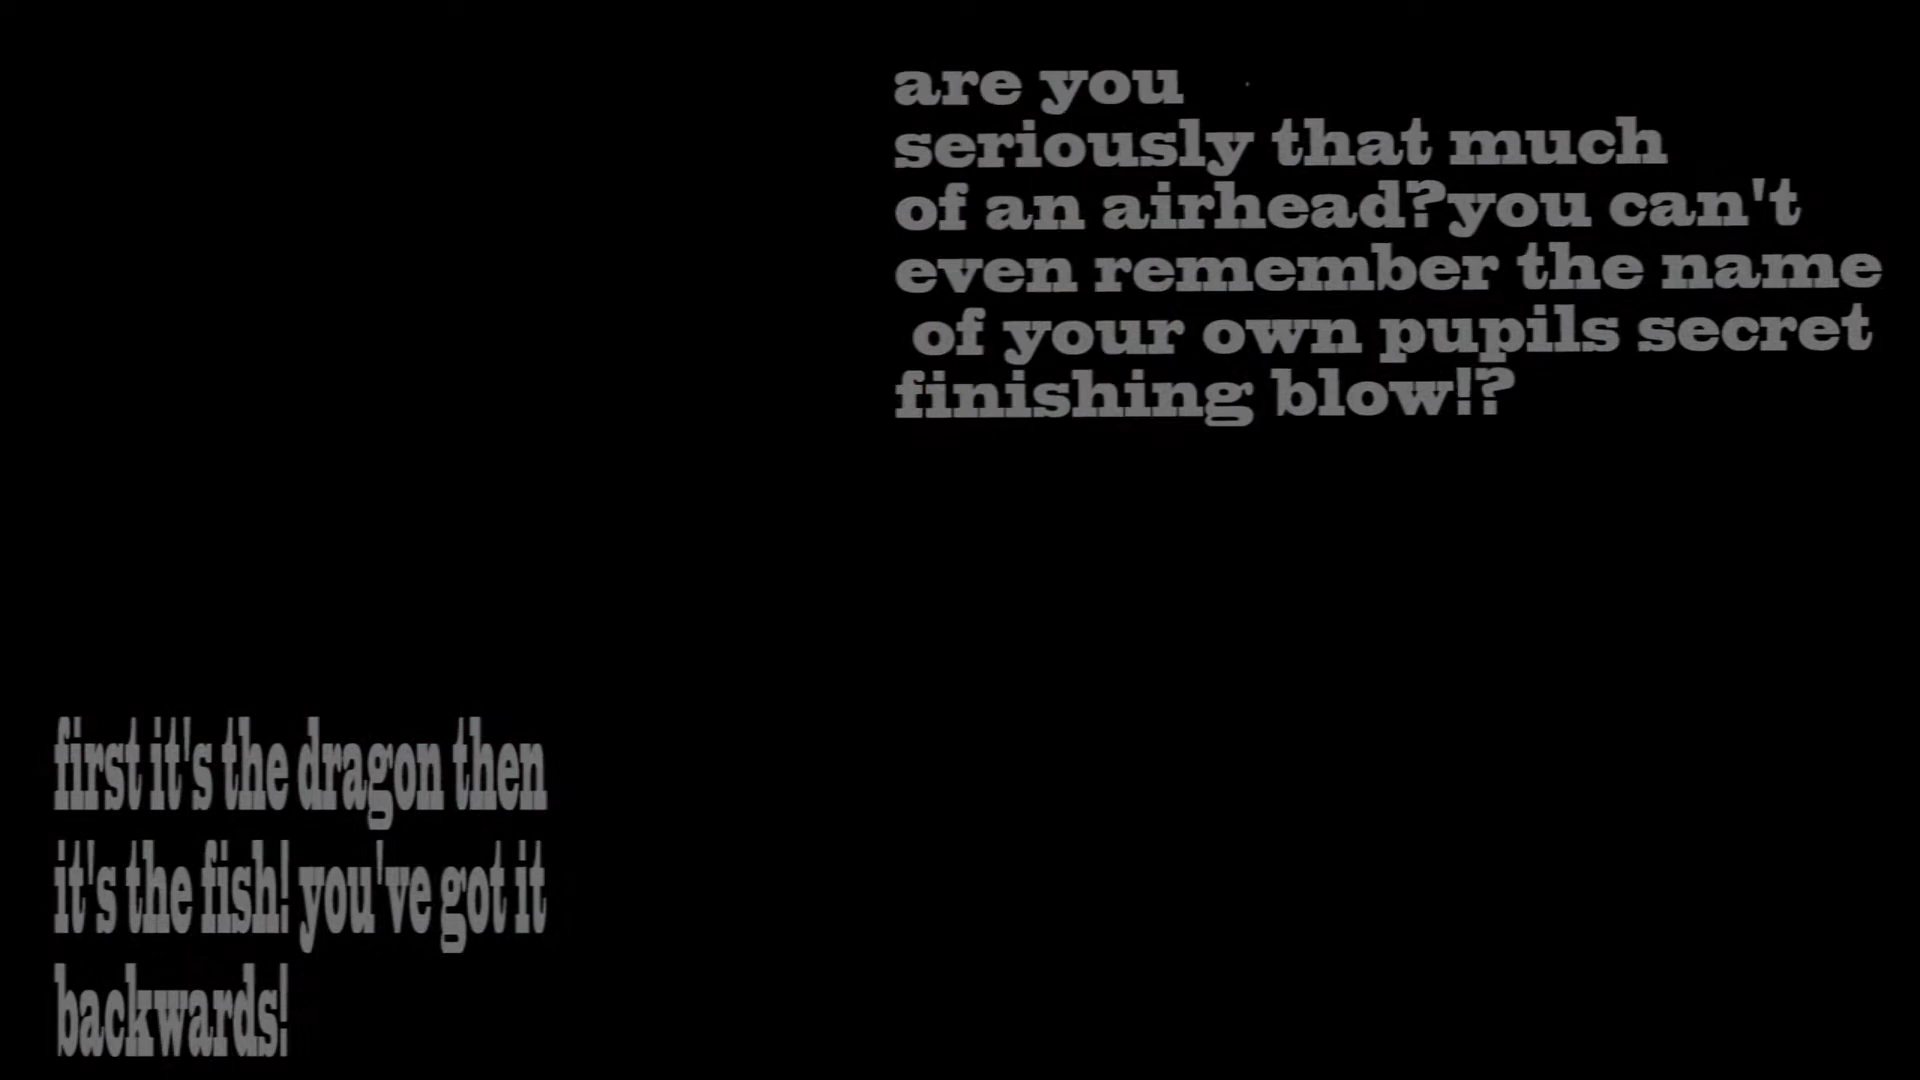 are you
seriously that much
of an airhead?you can't
even remember the name
of your own pupils secret
finishing blow!?
first it's the dragon then
it's the fish! you've got it
backwards!